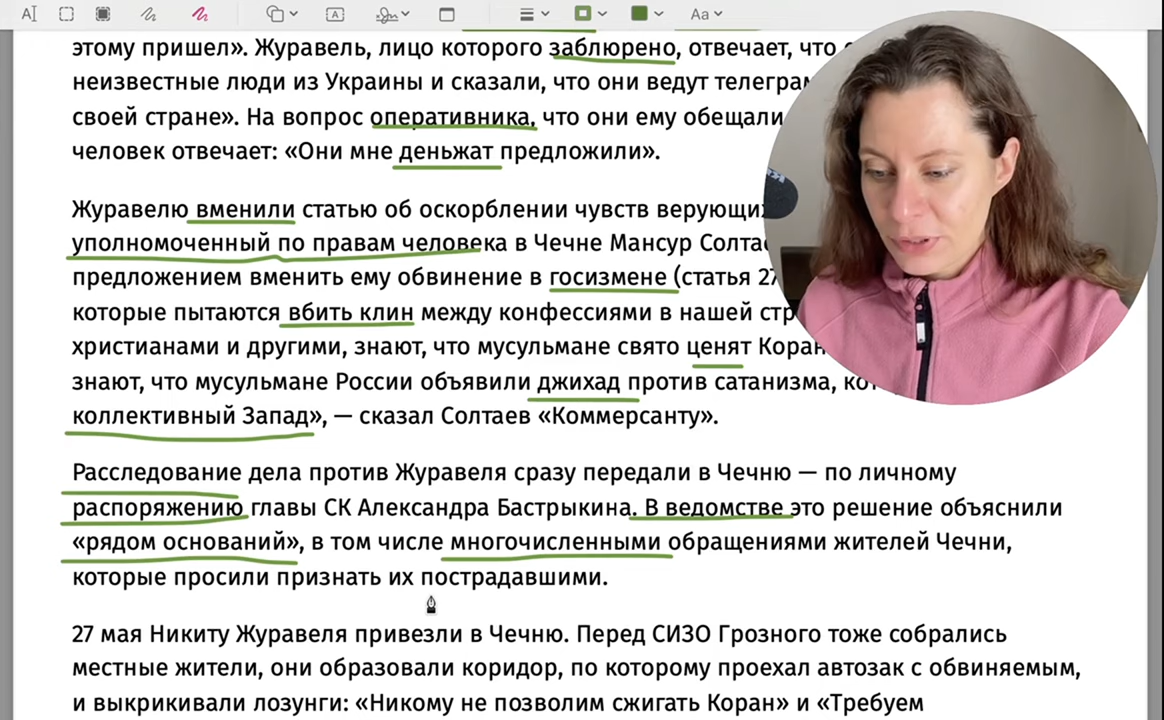 Aa
этому пришел». Журавель, лицо которого заблюрено, отвечает, что
неизвестные люди из Украины и сказали, что они ведут
своей стране». На вопрос оперативника, что они ему обещали
человек отвечает: «Они мне деньжат предложили».
Журавелю вменили статью об оскорблении чувств
уполномоченный по правам человека в Чечне Мансур
предложением вменить ему обвинение в госизмене (статья
которые пытаются вбить клин между конфессиями в нашей
христианами и другими, знают, что мусульмане свято ценят Коран
знают, что мусульмане России объявили джихад против сатанизма,
коллективный Запад», — сказал Солтаев «Коммерсанту».
Расследование дела против Журавеля сразу передали в Чечню — по личному
распоряжению главы СК Александра Бастрыкина. В ведомстве это решение объяснили
«рядом оснований», в том числе многочисленными обращениями жителей Чечни,
которые просили признать их пострадавшими.
27 мая Никиту Журавеля привезли в Чечню. Перед СИЗО Грозного тоже собрались
местные жители, они образовали коридор, по которому проехал автозак с обвиняемым,
и выкрикивали лозунги: «Никому не позволим сжигать Коран» и «Требуем